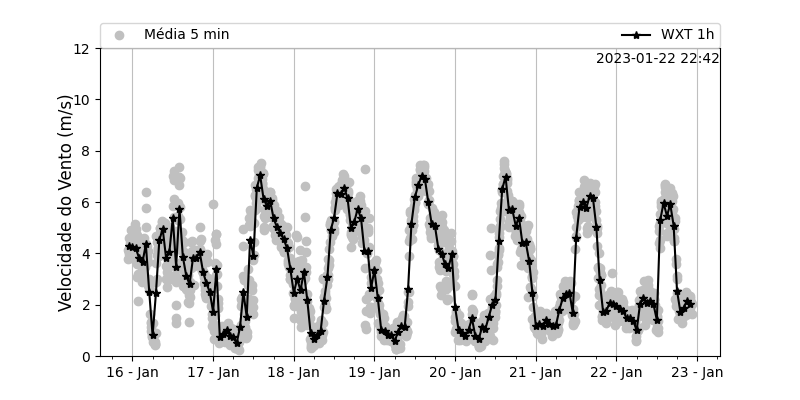 Média 5 min
WXT 1h
2023-01-22 22:42
12
10
8
6
4
2
0
Velocidade do Vento (m/s)
16 - Jan
17 - Jan
18 - Jan
19 - Jan
20 - Jan
21 - Jan
22 - Jan
23 - Jan